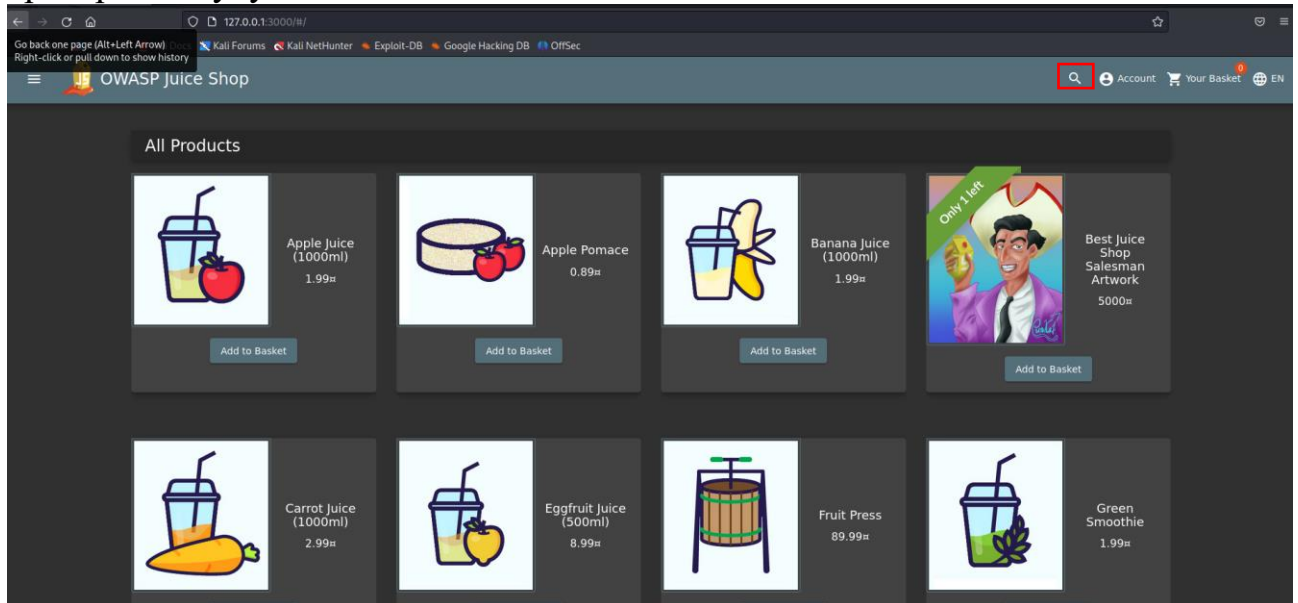 127.0.0.1:3000/#/
Go back one page (Alt+Left Arrow)
Right-click or pull down to show history
Kali Forums Kali NetHunter Exploit-DB Google Hacking DB OffSec
OWASP Juice Shop
Account Your Basket 0 EN
All Products
Apple Juice
(1000ml)
1.99¤
Add to Basket
Apple Pomace
0.89¤
Add to Basket
Banana Juice
(1000ml)
1.99¤
Add to Basket
Only 1 left
Best Juice
Shop
Salesman
Artwork
5000¤
Add to Basket
Carrot Juice
(1000ml)
2.99¤
Eggfruit Juice
(500ml)
8.99¤
Fruit Press
89.99¤
Green
Smoothie
1.99¤